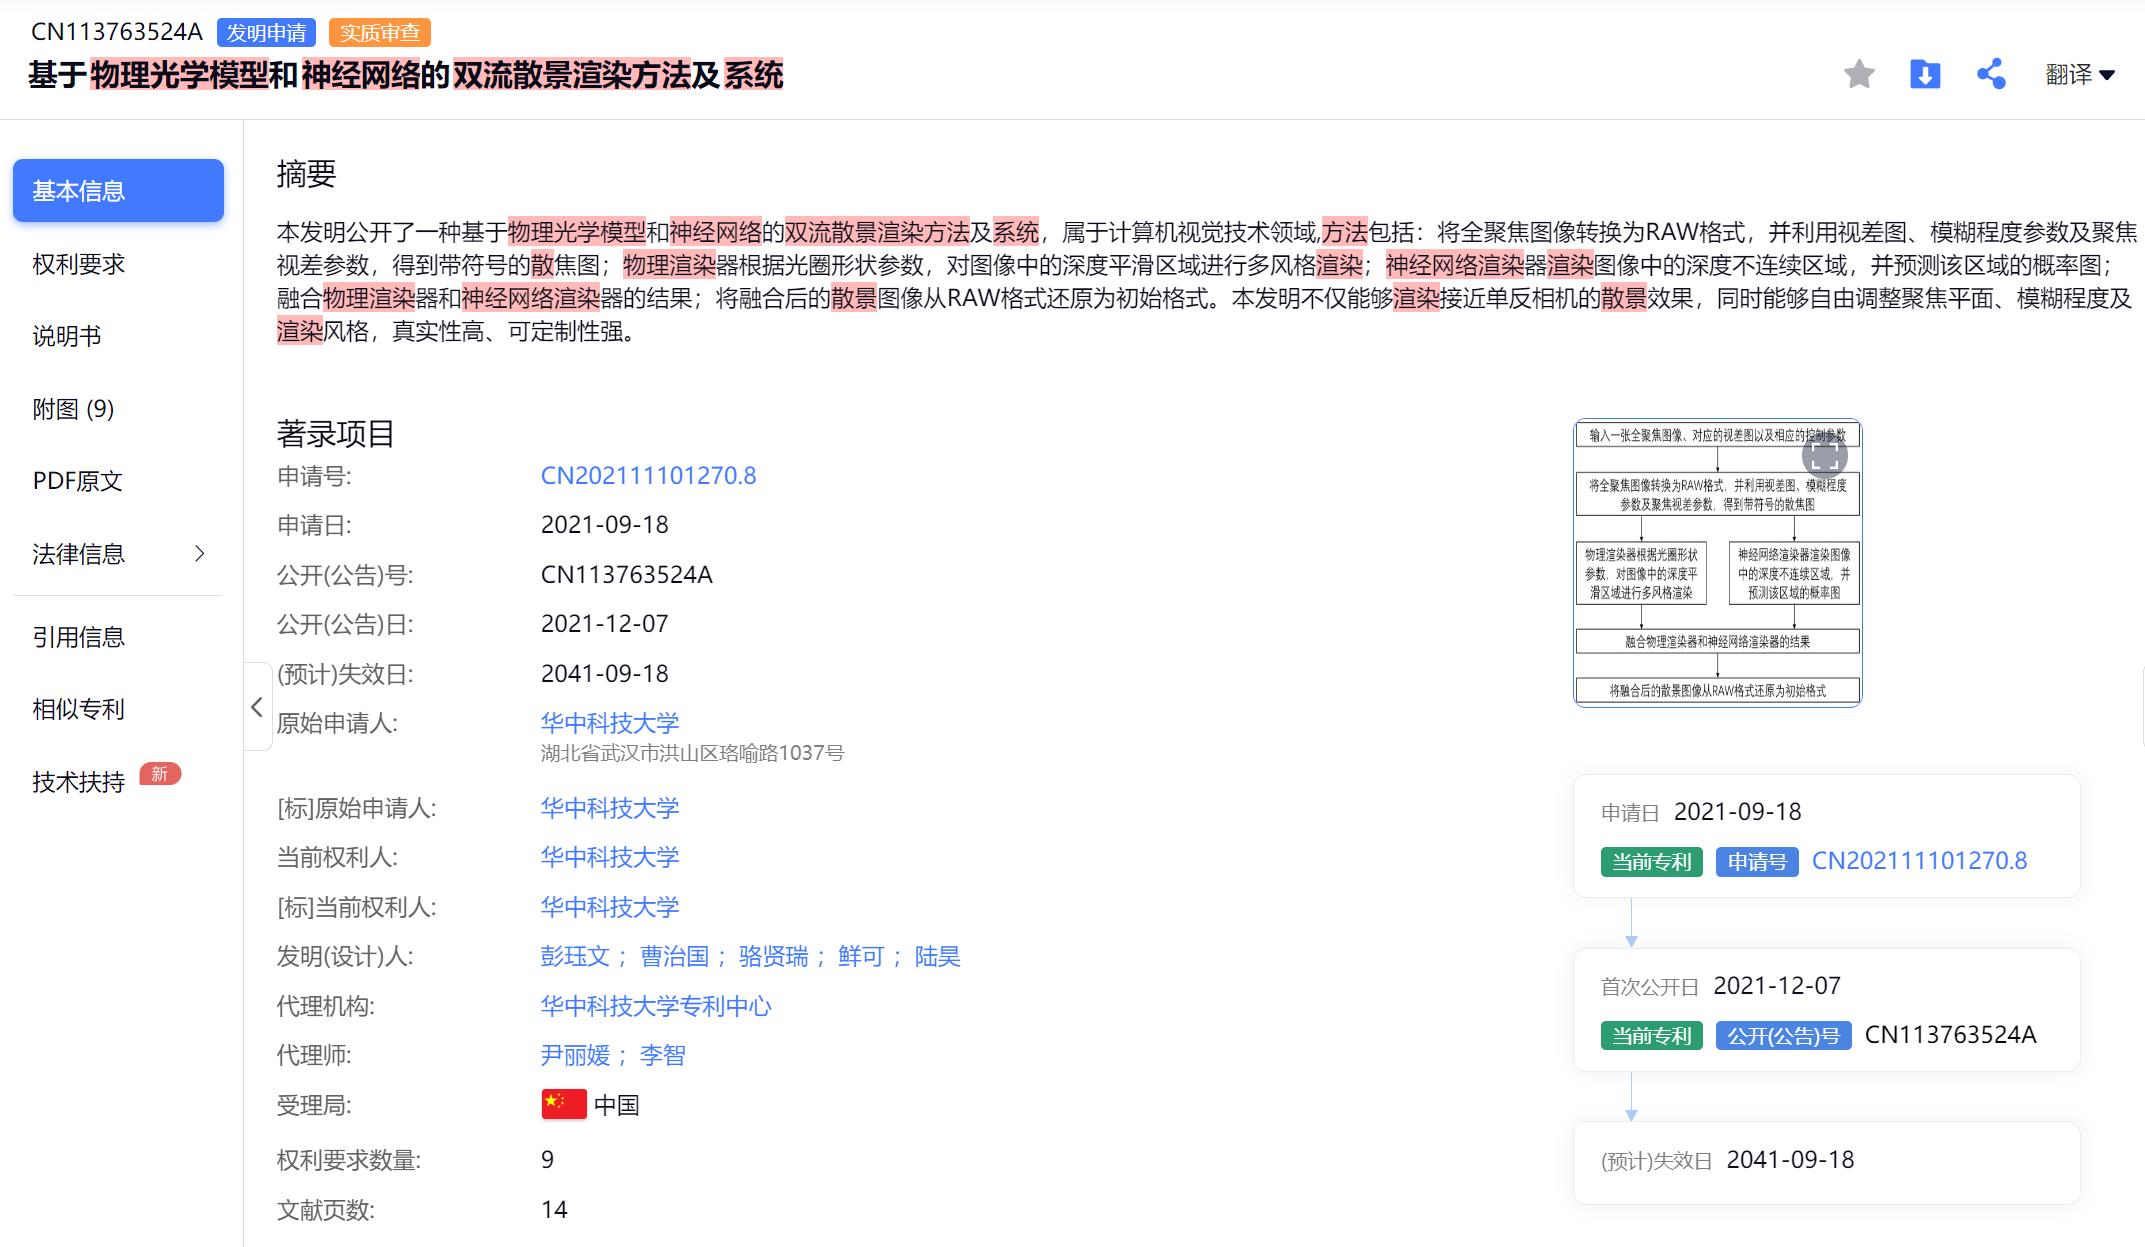 CN113763524A 发明申请 实质审查
基于物理光学模型和神经网络的双流散景渲染方法及系统
翻译
基本信息
权利要求
说明书
附图 (9)
PDF原文
法律信息
引用信息
相似专利
技术扶持 新
摘要
本发明公开了一种基于物理光学模型和神经网络的双流散景渲染方法及系统，属于计算机视觉技术领域,方法包括：将全聚焦图像转换为RAW格式，并利用视差图、模糊程度参数及聚焦
视差参数，得到带符号的散焦图；物理渲染器根据光圈形状参数，对图像中的深度平滑区域进行多风格渲染；神经网络渲染器渲染图像中的深度不连续区域，并预测该区域的概率图；
融合物理渲染器和神经网络渲染器的结果；将融合后的散景图像从RAW格式还原为初始格式。本发明不仅能够渲染接近单反相机的散景效果，同时能够自由调整聚焦平面、模糊程度及
渲染风格，真实性高、可定制性强。
著录项目
申请号: CN202111101270.8
申请日: 2021-09-18
公开(公告)号: CN113763524A
公开(公告)日: 2021-12-07
(预计)失效日: 2041-09-18
原始申请人: 华中科技大学
湖北省武汉市洪山区珞喻路1037号
[标]原始申请人: 华中科技大学
当前权利人: 华中科技大学
[标]当前权利人: 华中科技大学
发明(设计)人: 彭珏文； 曹治国； 骆贤瑞； 鲜可； 陆昊
代理机构: 华中科技大学专利中心
代理师: 尹丽媛； 李智
受理局: 中国
权利要求数量: 9
文献页数: 14
输入一张全聚焦图像、对应的视差图以及相应的控制参数
将全聚焦图像转换为RAW格式，并利用视差图、模糊程度
参数及聚焦视差参数，得到带符号的散焦图
物理渲染器根据光圈形状
参数，对图像中的深度平
滑区域进行多风格渲染
神经网络渲染器渲染图像
中的深度不连续区域，并
预测该区域的概率图
融合物理渲染器和神经网络渲染器的结果
将融合后的散景图像从RAW格式还原为初始格式
申请日 2021-09-18
当前专利 申请号 CN202111101270.8
首次公开日 2021-12-07
当前专利 公开(公告)号 CN113763524A
(预计)失效日 2041-09-18